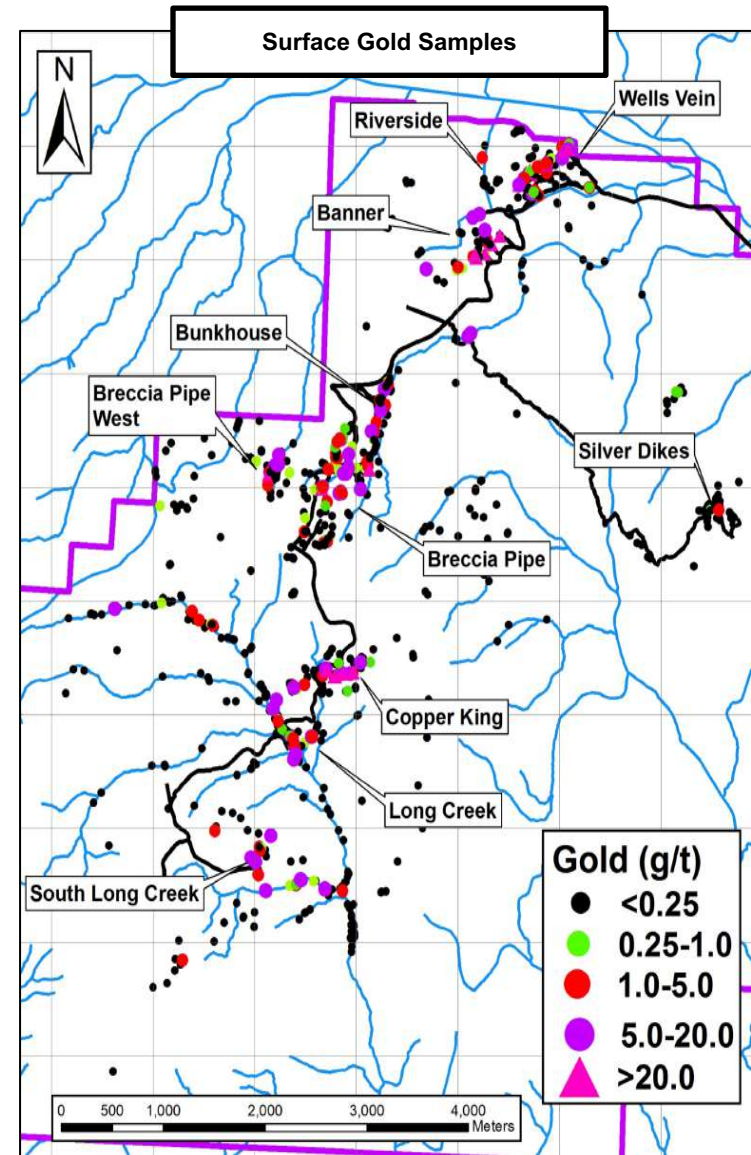 Surface Gold Samples
N
Wells Vein
Riverside
Banner
Bunkhouse
Breccia Pipe
West
Silver Dikes
Breccia Pipe
Copper King
Long Creek
South Long Creek
Gold (g/t)
<0.25
0.25-1.0
1.0-5.0
5.0-20.0
>20.0
0 500 1,000 2,000 3,000 4,000
Meters